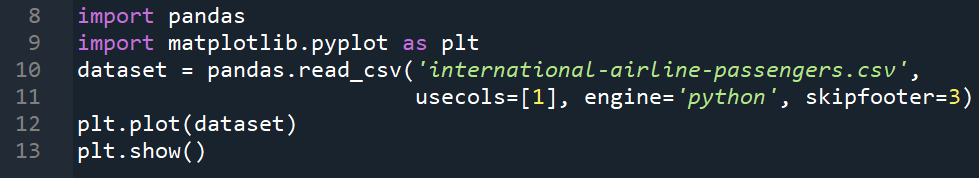 8 import pandas
9 import matplotlib.pyplot as plt
10 dataset = pandas.read_csv('international-airline-passengers.csv',
11 usecols=[1], engine='python', skipfooter=3)
12 plt.plot(dataset)
13 plt.show()